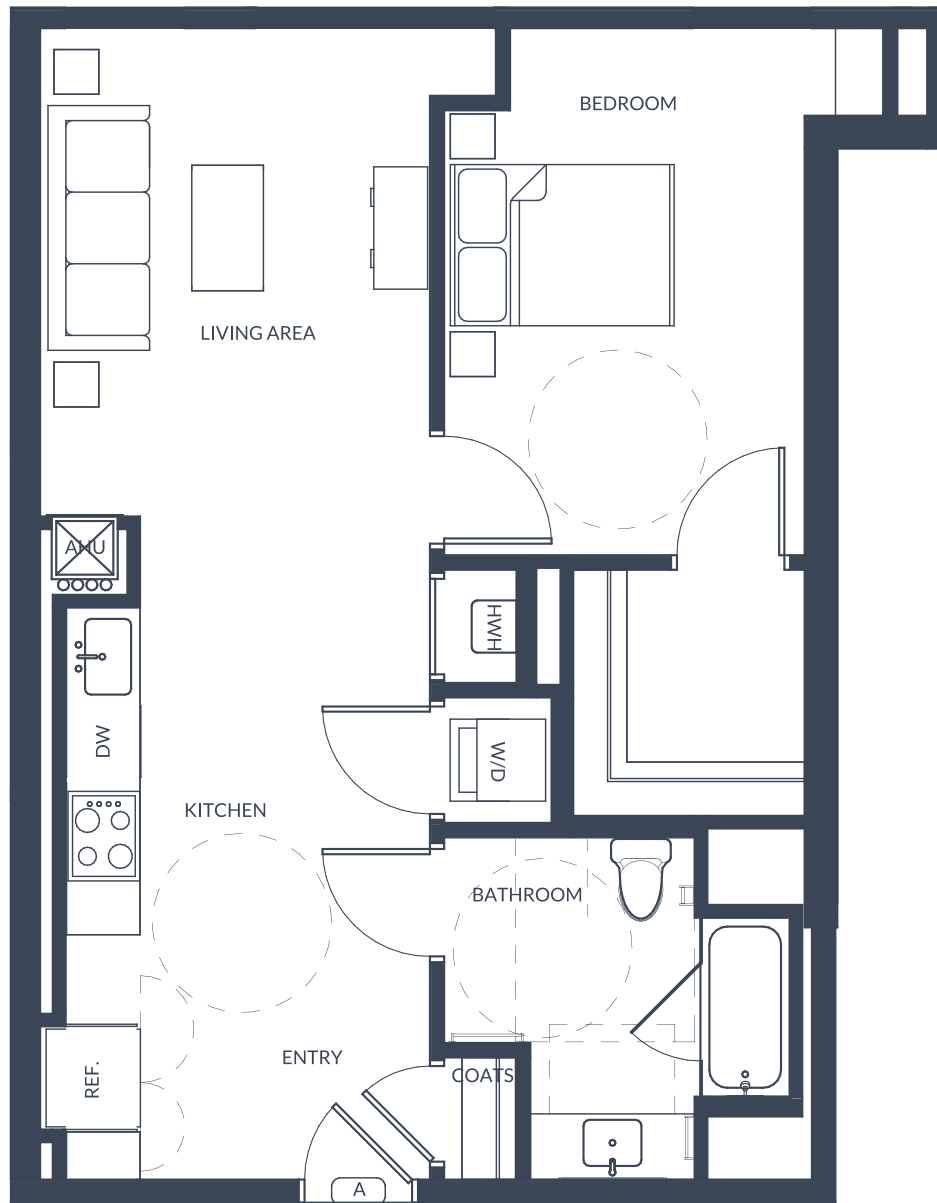 BEDROOM
LIVING AREA
AHU
HWH
DW
W/D
KITCHEN
BATHROOM
ENTRY
COATS
REF.
A